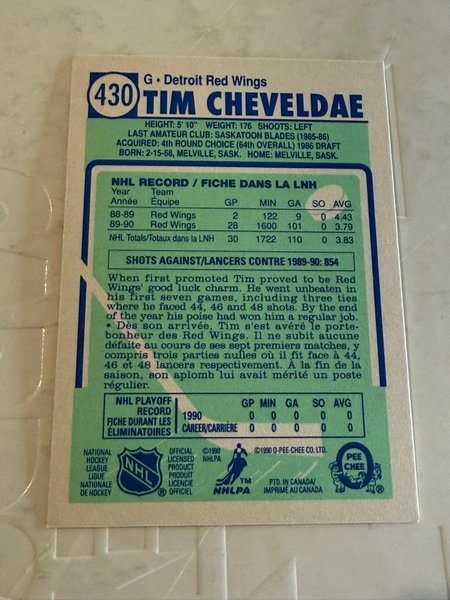 430
G • Detroit Red Wings
TIM CHEVELDAE
HEIGHT: 5' 10" WEIGHT: 176 SHOOTS: LEFT
LAST AMATEUR CLUB: SASKATOON BLADES (1985-86)
ACQUIRED: 4th ROUND CHOICE (64th OVERALL) 1986 DRAFT
BORN: 2-15-68, MELVILLE, SASK. HOME: MELVILLE, SASK.
NHL RECORD / FICHE DANS LA LNH
Year Team
Année Équipe GP MIN GA SO AVG
88-89 Red Wings 2 122 9 0 4.43
89-90 Red Wings 28 1600 101 0 3.79
NHL Totals/Totaux dans la LNH 30 1722 110 0 3.83
SHOTS AGAINST/LANCERS CONTRE 1989-90: 854
When first promoted Tim proved to be Red
Wings' good luck charm. He went unbeaten in
his first seven games, including three ties
where he faced 44, 46 and 48 shots. By the end
of the year his poise had won him a regular job.
• Dès son arrivée, Tim s'est avéré le porte-
bonheur des Red Wings. Il ne subit aucune
défaite au cours de ses sept premiers matches, y
compris trois parties nulles où il fit face à 44,
46 et 48 lancers respectivement. À la fin de la
saison, son aplomb lui avait mérité un poste
régulier.
NHL PLAYOFF
RECORD
FICHE DURANT LES
ÉLIMINATOIRES
GP MIN GA SO AVG
1990 0 0 0 0 0
CAREER/CARRIÈRE 0 0 0 0 0
NATIONAL
HOCKEY
LEAGUE
LIGUE
NATIONALE
DE HOCKEY
NHL
OFFICIAL
LICENSED
PRODUCT
PRODUIT
LICENCIÉ
OFFICIEL
©1990
NHLPA
TM
NHLPA
©1990 O-PEE-CHEE CO. LTD.
PTD. IN CANADA/
IMPRIMÉ AU CANADA
O
PEE
CHEE